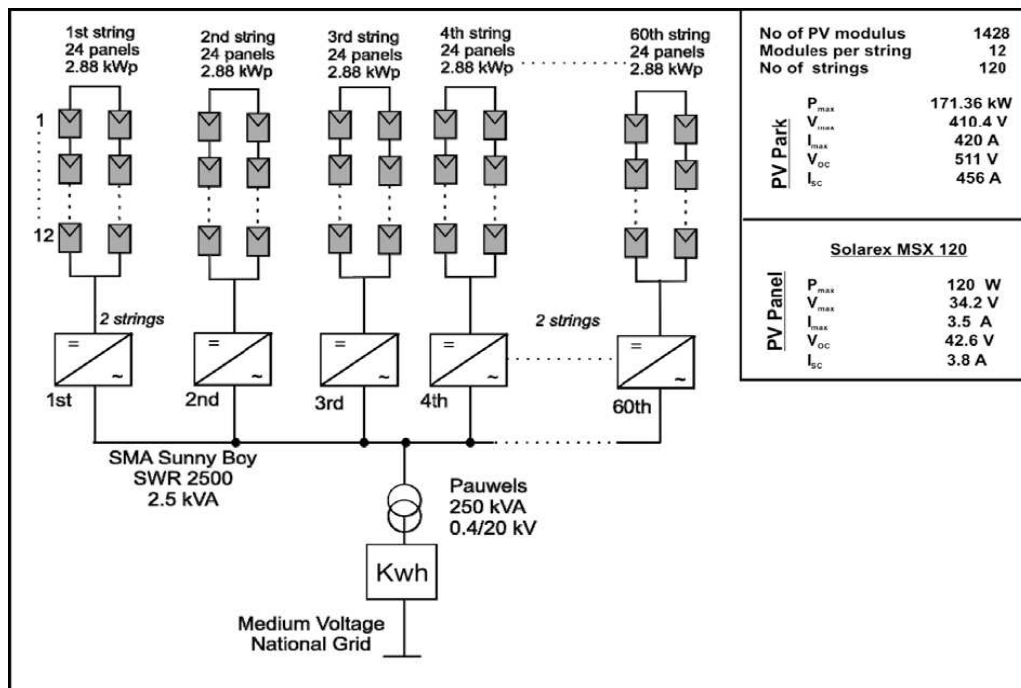 1st string
24 panels
2.88 kWp
2nd string
24 panels
2.88 kWp
3rd string
24 panels
2.88 kWp
4th string
24 panels
2.88 kWp
60th string
24 panels
2.88 kWp
1
12
2 strings
2 strings
=
~
=
~
=
~
=
~
=
~
1st
2nd
3rd
4th
60th
SMA Sunny Boy
SWR 2500
2.5 kVA
Pauwels
250 kVA
0.4/20 kV
Kwh
Medium Voltage
National Grid
No of PV modulus 1428
Modules per string 12
No of strings 120
PV Park
Pmax 171.36 kW
Vmax 410.4 V
Imax 420 A
VOC 511 V
ISC 456 A
Solarex MSX 120
PV Panel
Pmax 120 W
Vmax 34.2 V
Imax 3.5 A
VOC 42.6 V
ISC 3.8 A